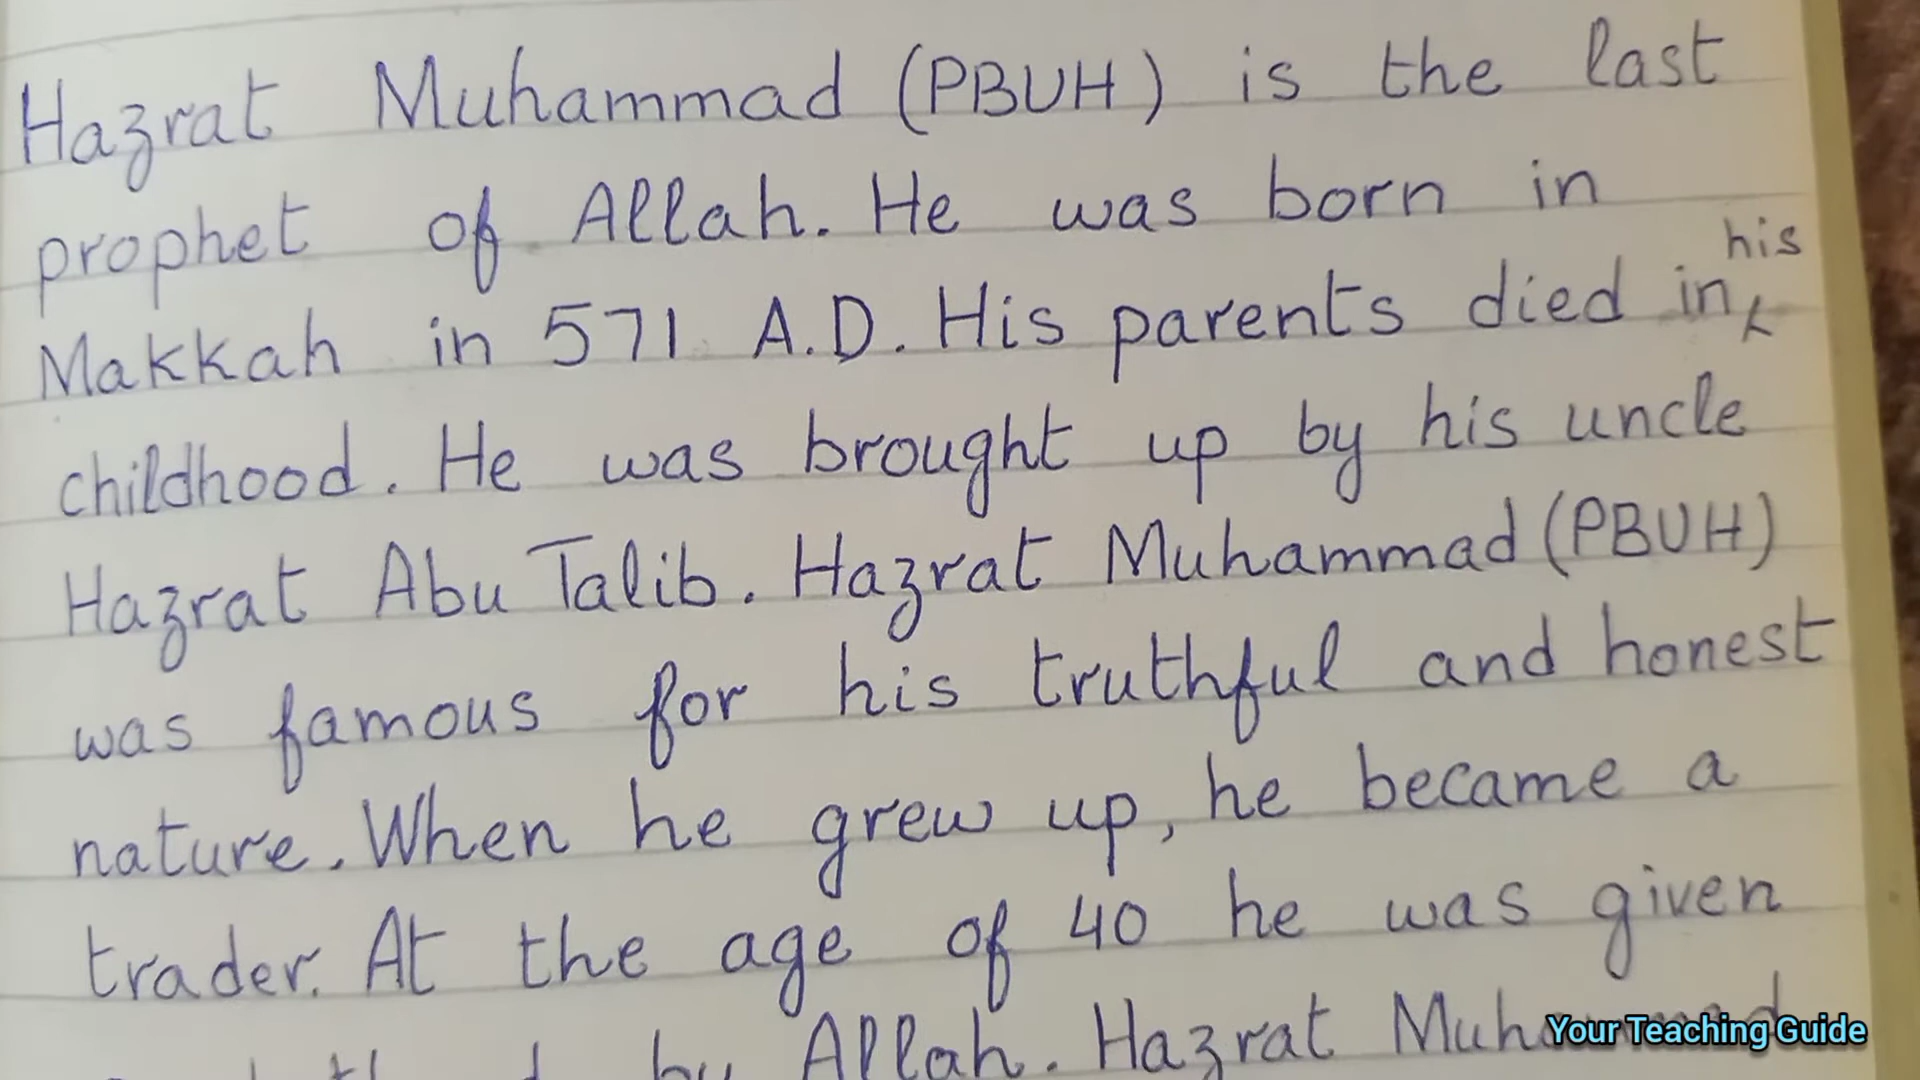 Hazrat Muhammad (PBUH) is the last
prophet of Allah. He was born in
Makkah in 571 A.D. His parents died in his
childhood. He was brought up by his uncle
Hazrat Abu Talib. Hazrat Muhammad (PBUH)
was famous for his truthful and honest
nature. When he grew up, he became a
trader. At the age of 40 he was given
by Allah. Hazrat Muhammad
Your Teaching Guide